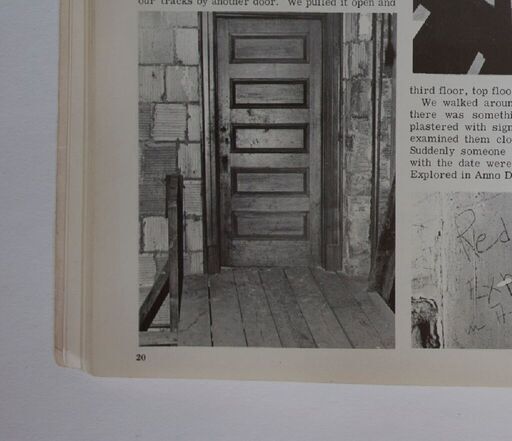 our tracks by another door. We pulled it open and
third floor, top floo
We walked aroun
there was somethi
plastered with sign
examined them clo
Suddenly someone
with the date were
Explored in Anno D
Red
20